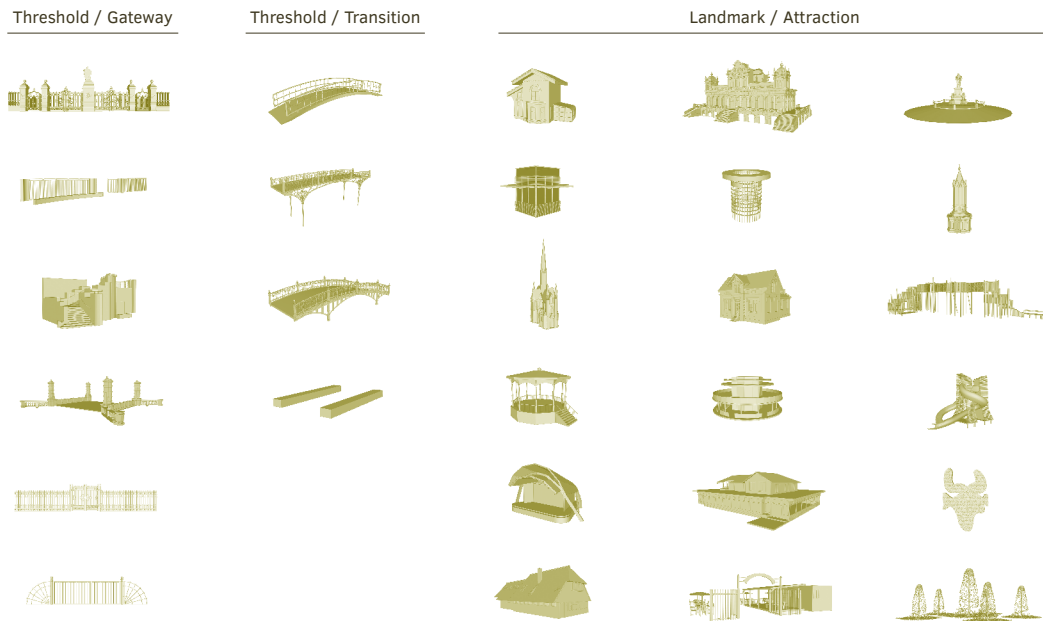 Threshold / Gateway
Threshold / Transition
Landmark / Attraction